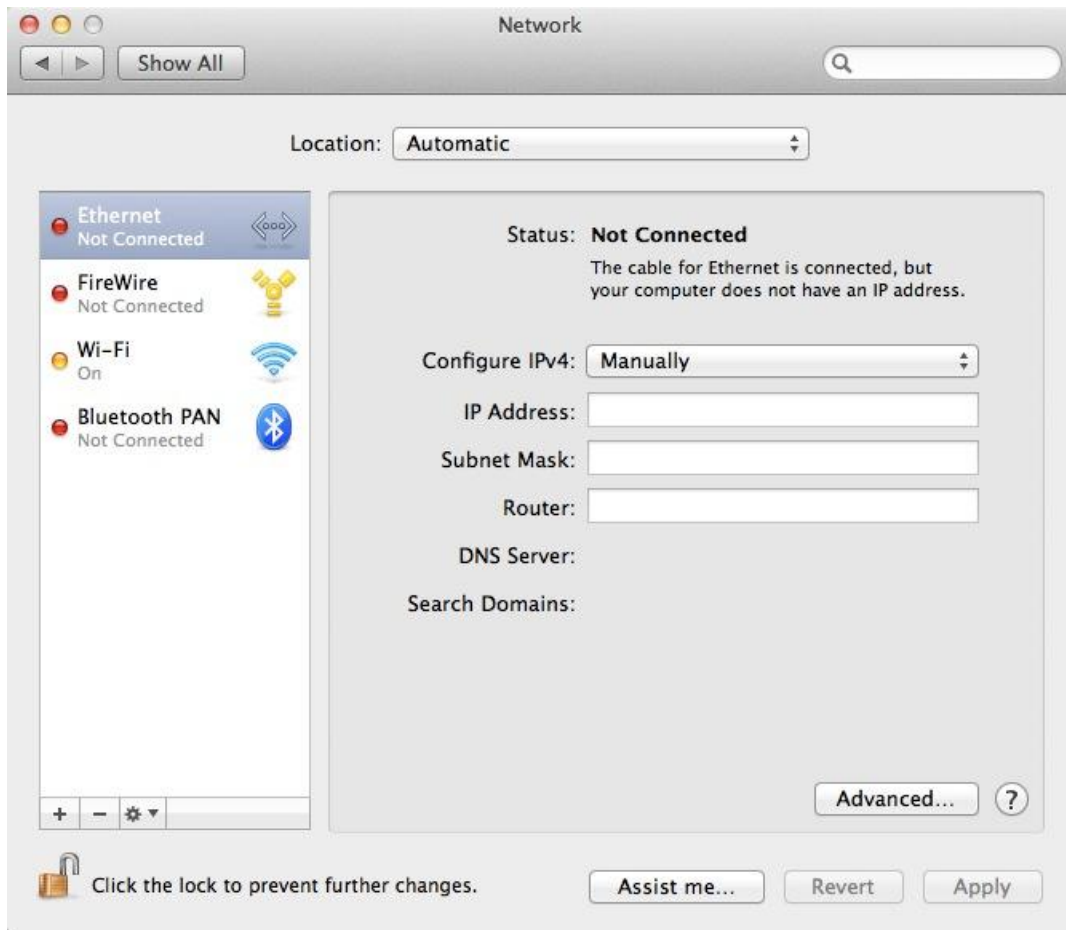 Network
Show All
Location: Automatic
Ethernet
Not Connected
FireWire
Not Connected
Wi-Fi
On
Bluetooth PAN
Not Connected
Status: Not Connected
The cable for Ethernet is connected, but
your computer does not have an IP address.
Configure IPv4: Manually
IP Address:
Subnet Mask:
Router:
DNS Server:
Search Domains:
Advanced... ?
Click the lock to prevent further changes.
Assist me... Revert Apply